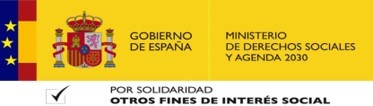 GOBIERNO
DE ESPAÑA
MINISTERIO
DE DERECHOS SOCIALES
Y AGENDA 2030
POR SOLIDARIDAD
OTROS FINES DE INTERÉS SOCIAL